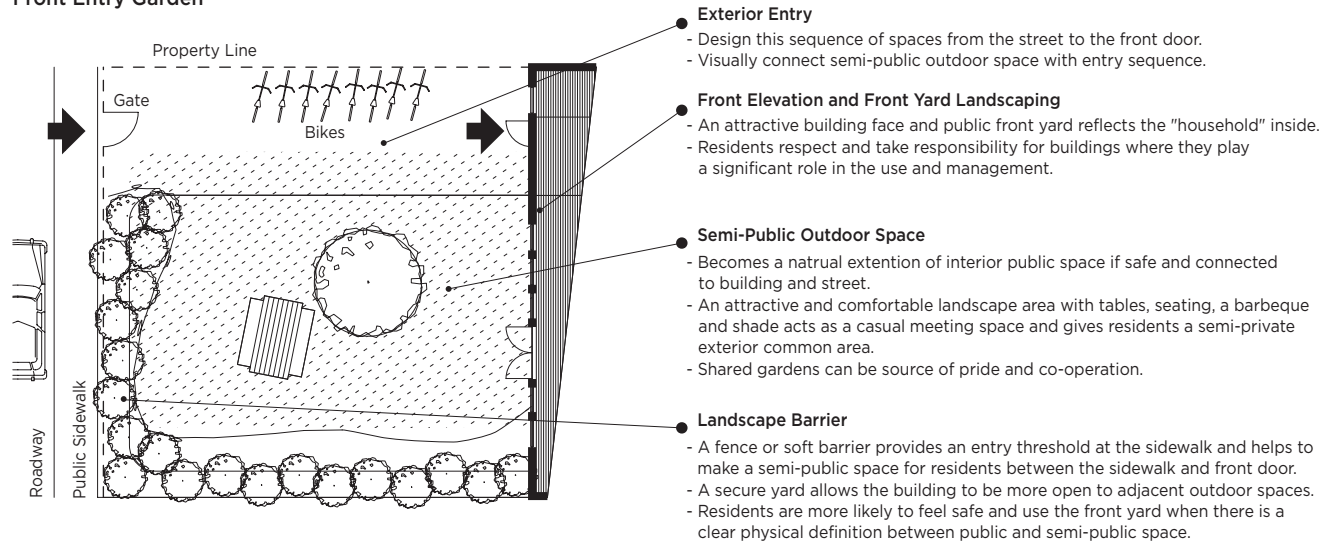 Front Entry Garden
Property Line
Gate
Bikes
Roadway
Public Sidewalk
Exterior Entry
- Design this sequence of spaces from the street to the front door.
- Visually connect semi-public outdoor space with entry sequence.
Front Elevation and Front Yard Landscaping
- An attractive building face and public front yard reflects the "household" inside.
- Residents respect and take responsibility for buildings where they play
a significant role in the use and management.
Semi-Public Outdoor Space
- Becomes a natrual extention of interior public space if safe and connected
to building and street.
- An attractive and comfortable landscape area with tables, seating, a barbeque
and shade acts as a casual meeting space and gives residents a semi-private
exterior common area.
- Shared gardens can be source of pride and co-operation.
Landscape Barrier
- A fence or soft barrier provides an entry threshold at the sidewalk and helps to
make a semi-public space for residents between the sidewalk and front door.
- A secure yard allows the building to be more open to adjacent outdoor spaces.
- Residents are more likely to feel safe and use the front yard when there is a
clear physical definition between public and semi-public space.